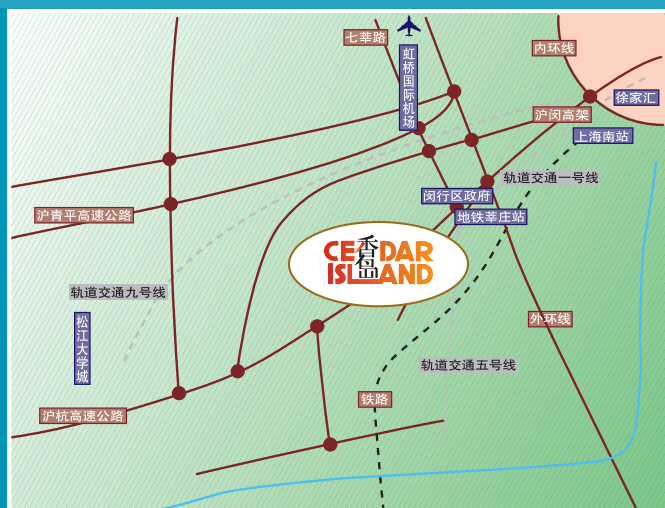 七莘路
虹桥国际机场
内环线
徐家汇
沪闵高架
上海南站
轨道交通一号线
闵行区政府
地铁莘庄站
沪青平高速公路
CEDAR
香岛
ISLAND
轨道交通九号线
松江大学城
外环线
轨道交通五号线
铁路
沪杭高速公路